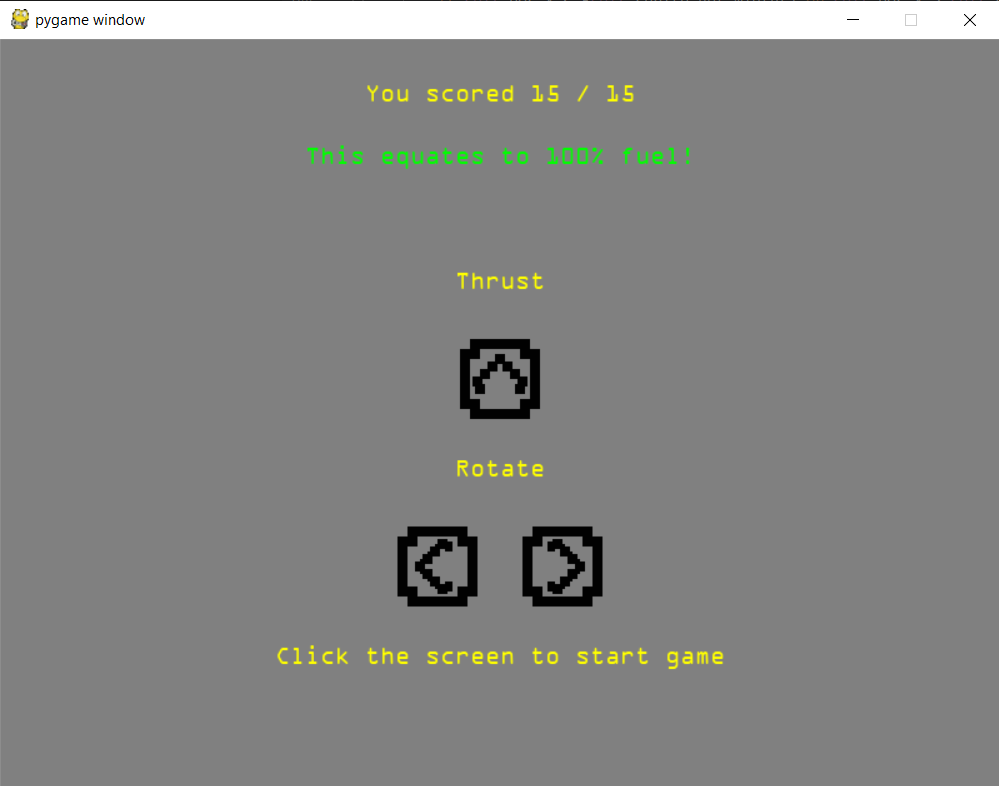 pygame window
You scored 15 / 15
This equates to 100% fuel!
Thrust
Rotate
Click the screen to start game